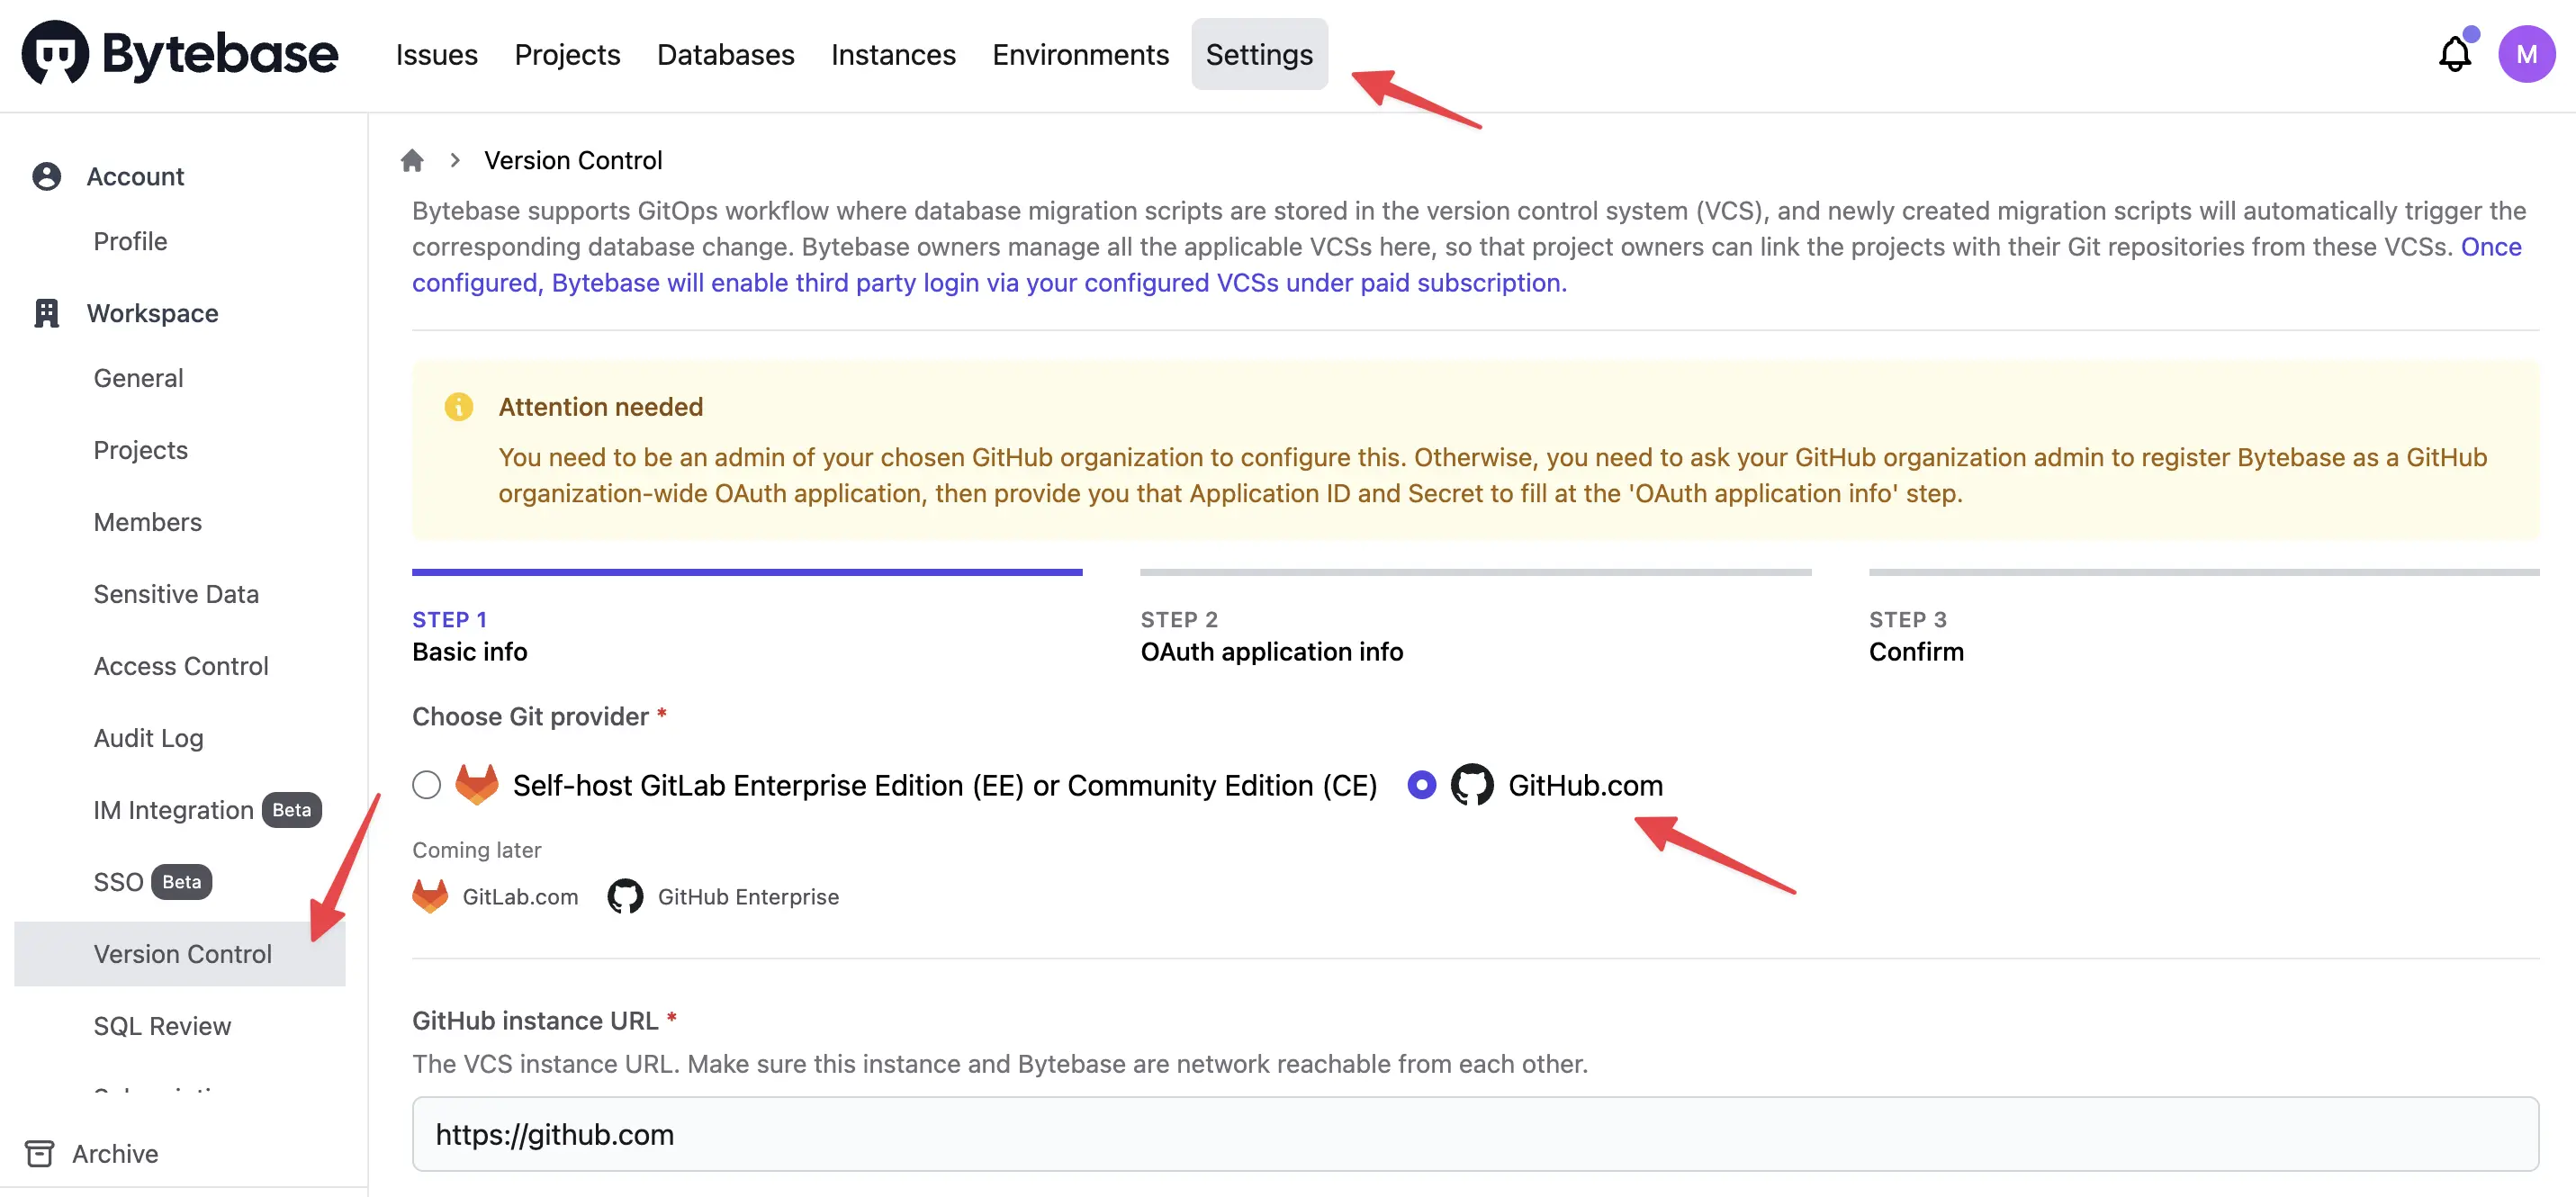 Bytebase
Issues Projects Databases Instances Environments Settings
M
Account
Profile
Workspace
General
Projects
Members
Sensitive Data
Access Control
Audit Log
IM Integration Beta
SSO Beta
Version Control
SQL Review
Archive
Version Control
Bytebase supports GitOps workflow where database migration scripts are stored in the version control system (VCS), and newly created migration scripts will automatically trigger the
corresponding database change. Bytebase owners manage all the applicable VCSs here, so that project owners can link the projects with their Git repositories from these VCSs. Once
configured, Bytebase will enable third party login via your configured VCSs under paid subscription.
Attention needed
You need to be an admin of your chosen GitHub organization to configure this. Otherwise, you need to ask your GitHub organization admin to register Bytebase as a GitHub
organization-wide OAuth application, then provide you that Application ID and Secret to fill at the 'OAuth application info' step.
STEP 1
Basic info
STEP 2
OAuth application info
STEP 3
Confirm
Choose Git provider *
Self-host GitLab Enterprise Edition (EE) or Community Edition (CE) GitHub.com
Coming later
GitLab.com GitHub Enterprise
GitHub instance URL *
The VCS instance URL. Make sure this instance and Bytebase are network reachable from each other.
https://github.com